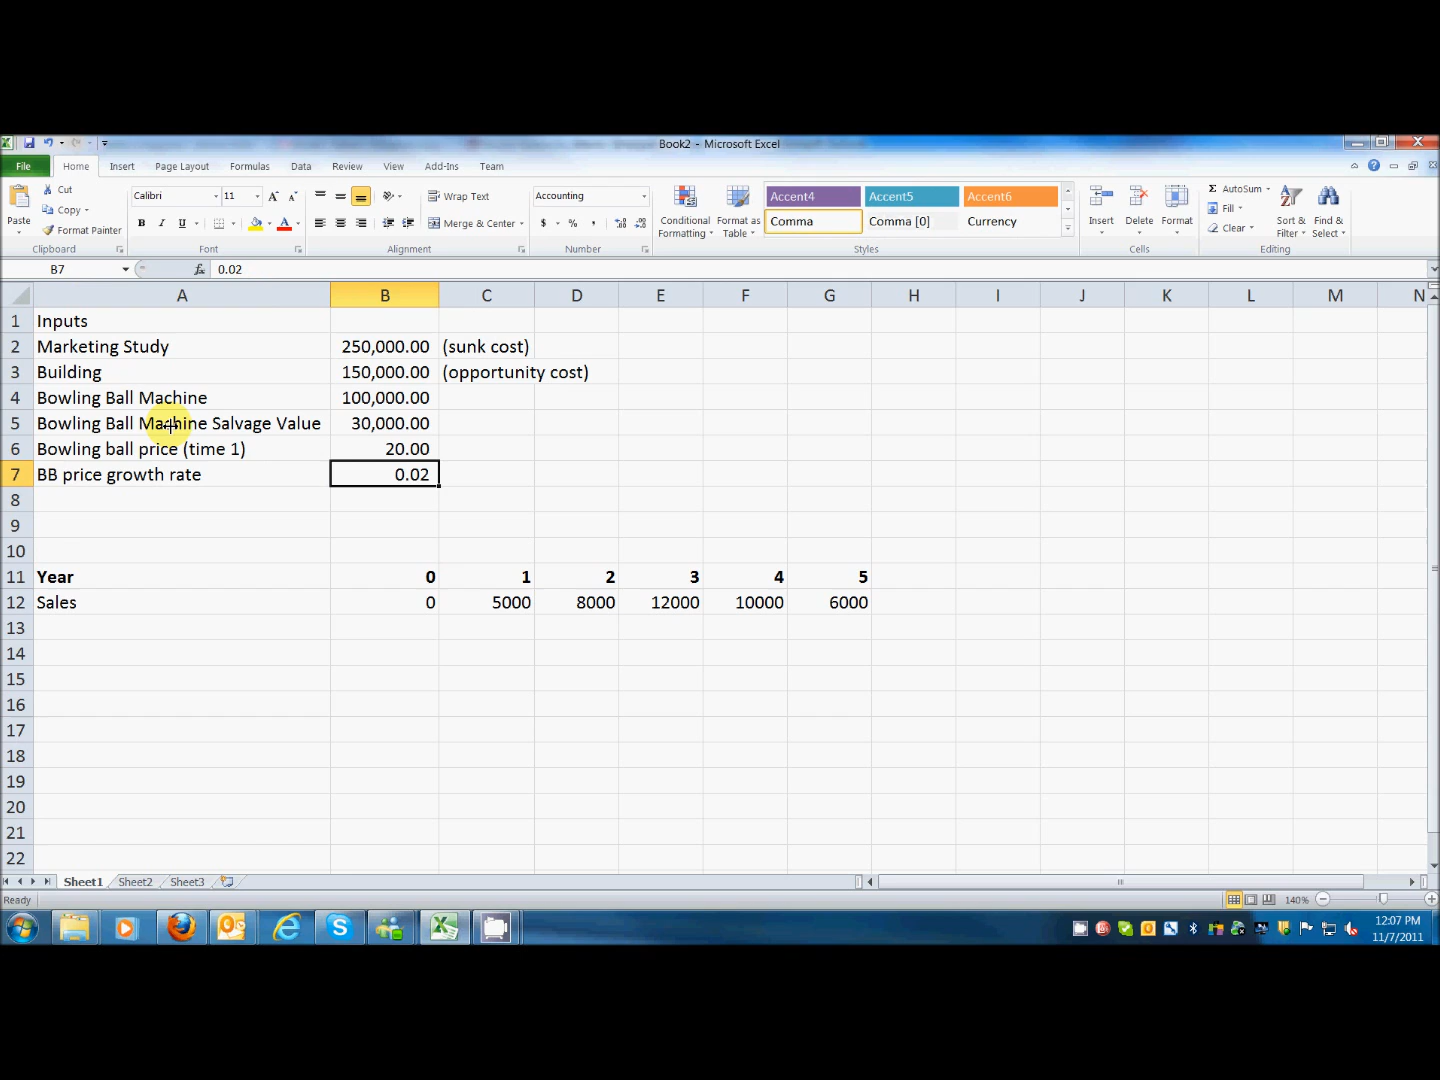 Book2 - Microsoft Excel
File Home Insert Page Layout Formulas Data Review View Add-Ins Team
Paste
Cut
Copy
Format Painter
Clipboard
Calibri 11
B I U
Font
Wrap Text
Merge & Center
Alignment
Accounting
$ % ,
Number
Conditional Formatting
Format as Table
Accent4 Accent5 Accent6
Comma Comma [0] Currency
Styles
Insert Delete Format
Cells
Σ AutoSum
Fill
Clear
Sort & Filter
Find & Select
Editing
B7 fx 0.02
A B C D E F G H I J K L M N
1 Inputs
2 Marketing Study 250,000.00 (sunk cost)
3 Building 150,000.00 (opportunity cost)
4 Bowling Ball Machine 100,000.00
5 Bowling Ball Machine Salvage Value 30,000.00
6 Bowling ball price (time 1) 20.00
7 BB price growth rate 0.02
8
9
10
11 Year 0 1 2 3 4 5
12 Sales 0 5000 8000 12000 10000 6000
13
14
15
16
17
18
19
20
21
22
Sheet1 Sheet2 Sheet3
Ready 140%
12:07 PM
11/7/2011